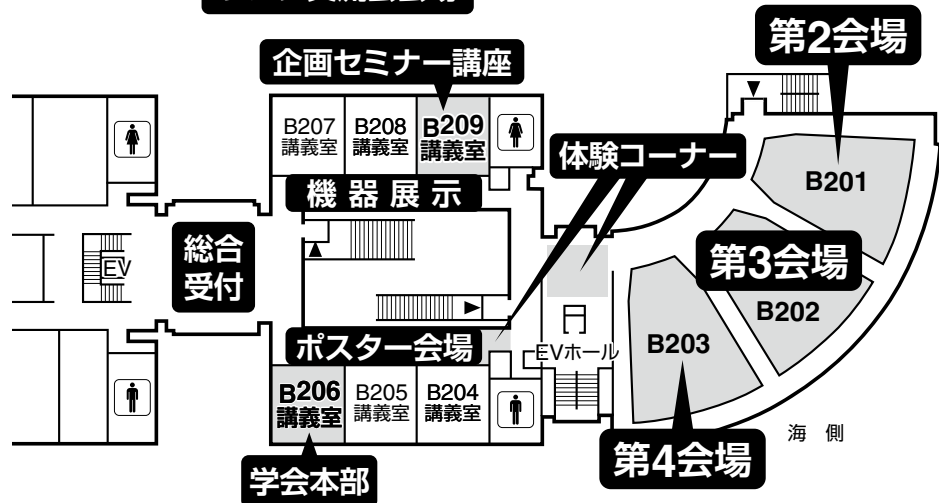 第2会場
企画セミナー講座
B207
講義室
B208
講義室
B209
講義室
体験コーナー
B201
機器展示
総合
受付
EV
第3会場
B202
ポスター会場
EVホール
B203
B206
講義室
B205
講義室
B204
講義室
海側
第4会場
学会本部